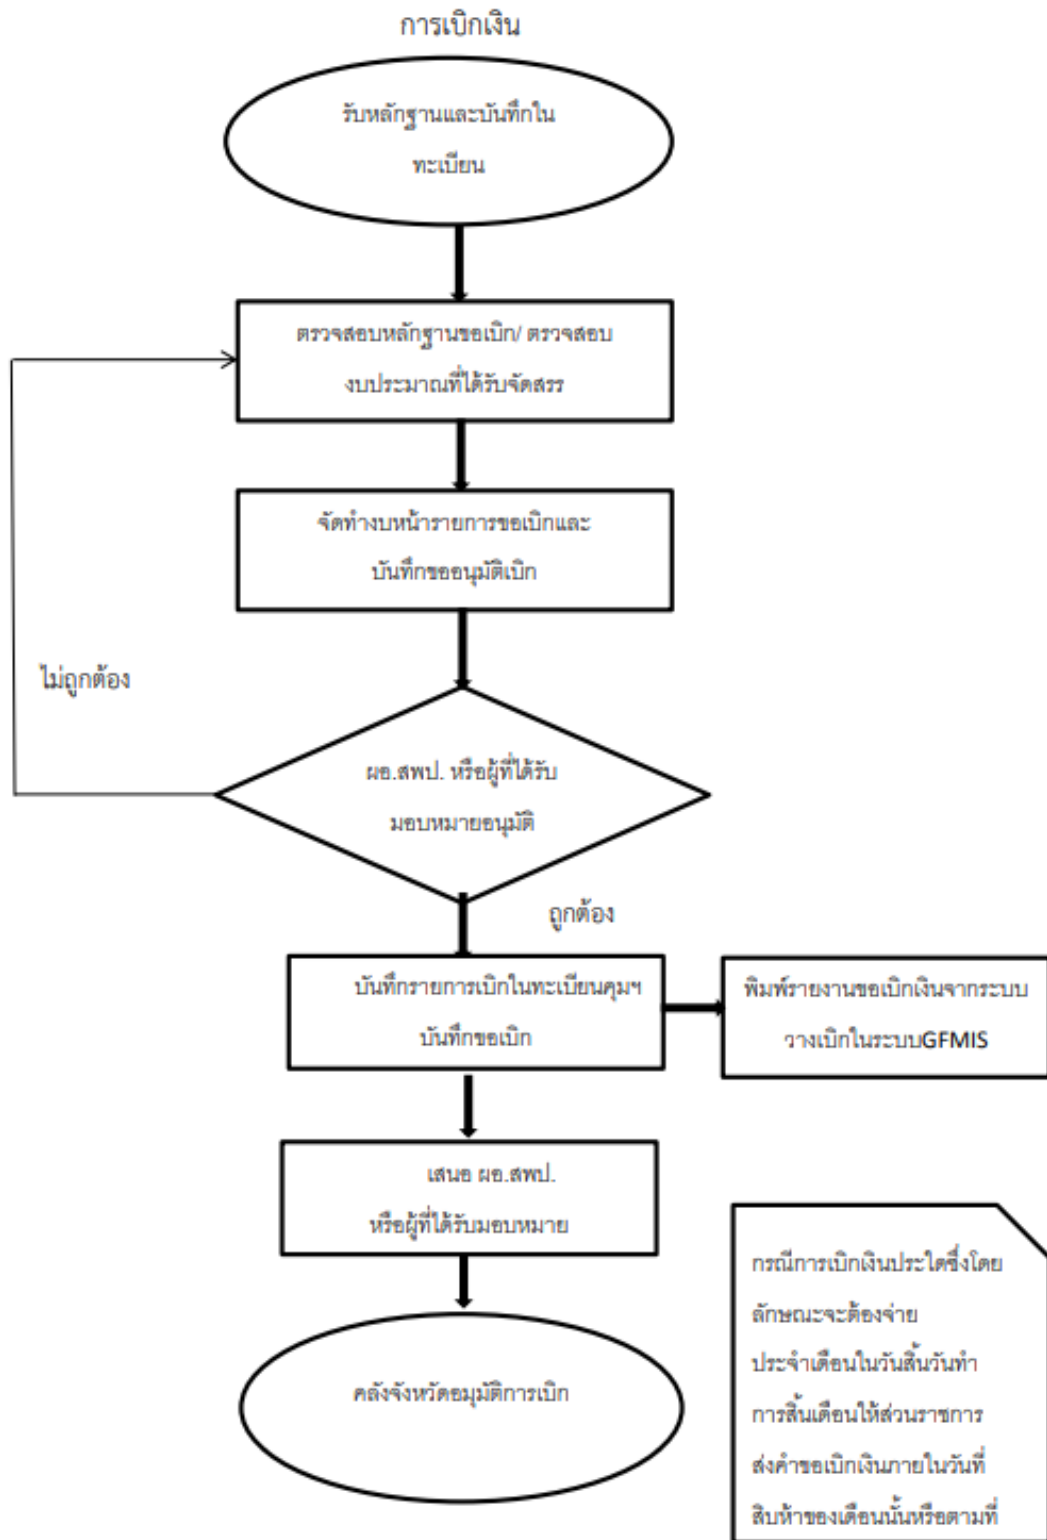 การเบิกเงิน
รับหลักฐานและบันทึกใน
ทะเบียน
ตรวจสอบหลักฐานขอเบิก/ ตรวจสอบ
งบประมาณที่ได้รับจัดสรร
จัดทำงบหน้ารายการขอเบิกและ
บันทึกขออนุมัติเบิก
ไม่ถูกต้อง
ผอ.สพป. หรือผู้ที่ได้รับ
มอบหมายอนุมัติ
ถูกต้อง
บันทึกรายการเบิกในทะเบียนคุมฯ
บันทึกขอเบิก
พิมพ์รายงานขอเบิกเงินจากระบบ
วางเบิกในระบบGFMIS
เสนอ ผอ.สพป.
หรือผู้ที่ได้รับมอบหมาย
คลังจังหวัดอมุมัติการเบิก
กรณีการเบิกเงินประใดซึ่งโดย
ลักษณะจะต้องจ่าย
ประจำเดือนในวันสิ้นวันทำ
การสิ้นเดือนให้ส่วนราชการ
ส่งคำขอเบิกเงินภายในวันที่
สิบห้าของเดือนนั้นหรือตามที่